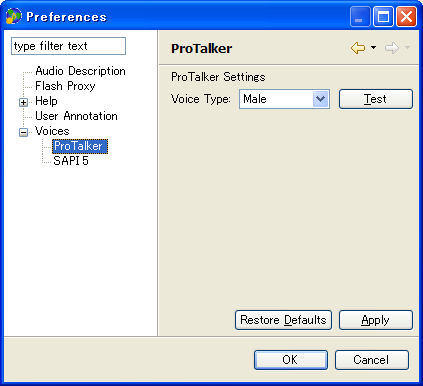 Preferences
type filter text
Audio Description
Flash Proxy
Help
User Annotation
Voices
ProTalker
SAPI 5
ProTalker
ProTalker Settings
Voice Type: Male Test
Restore Defaults Apply
OK Cancel